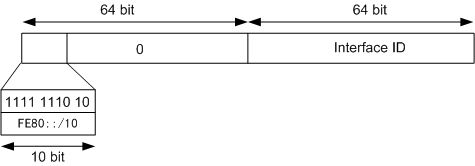 64 bit 64 bit
0 Interface ID
1111 1110 10
FE80::/10
10 bit